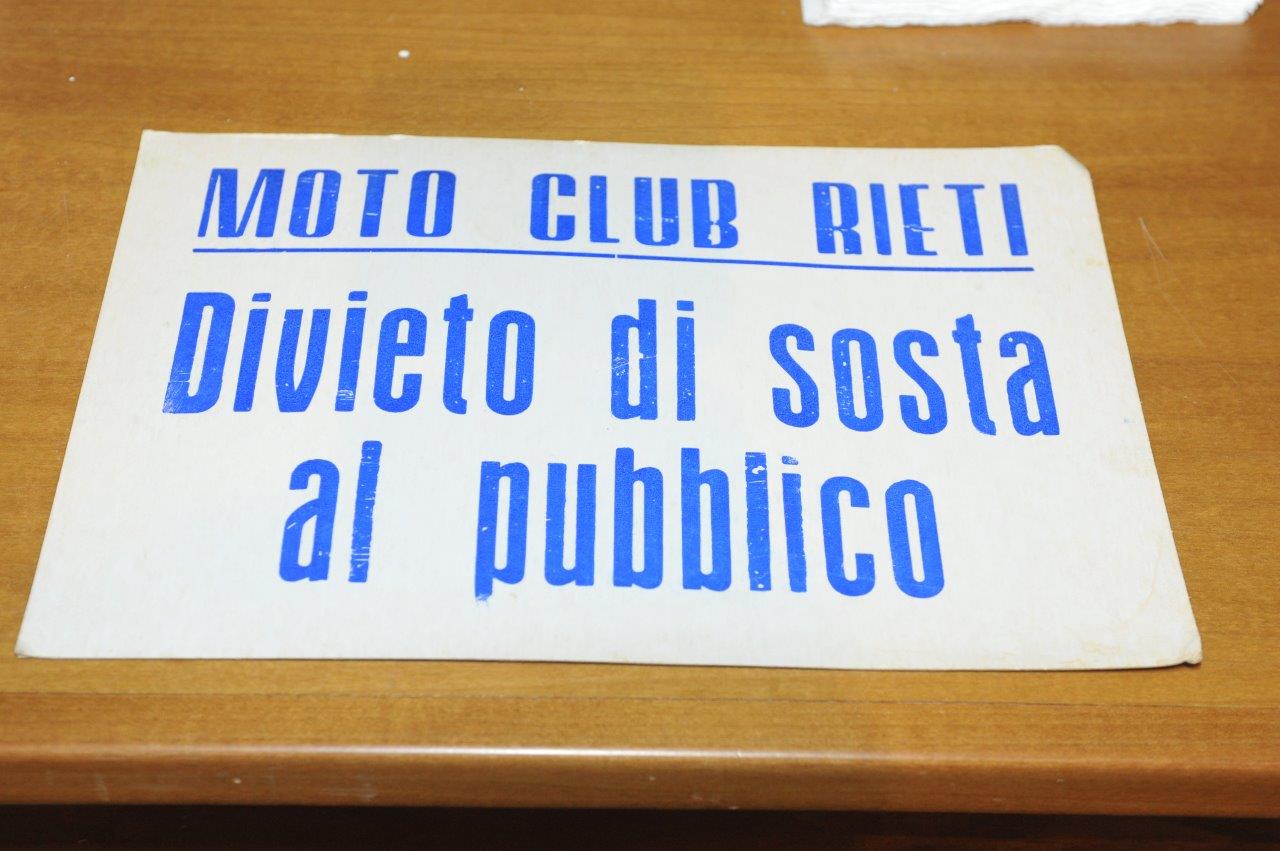 MOTO CLUB RIETI
Divieto di sosta
al pubblico